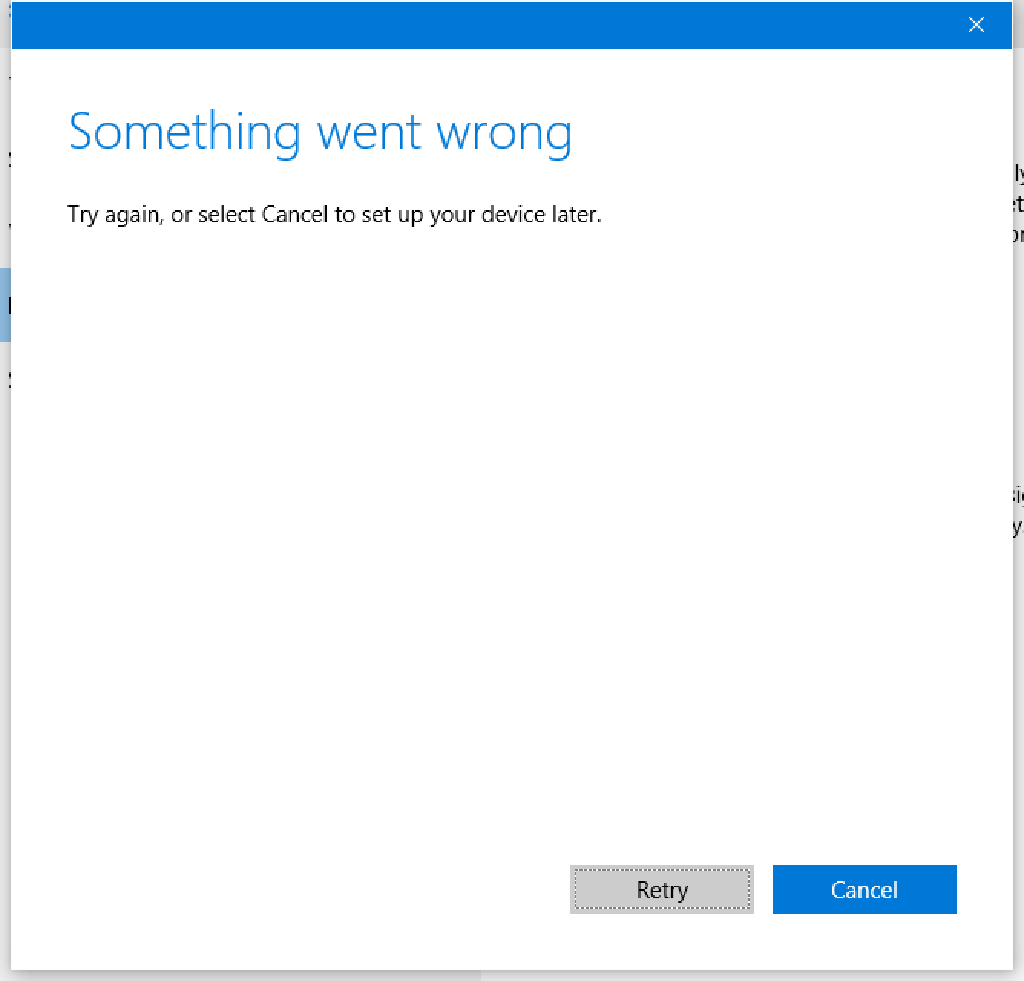 Something went wrong
Try again, or select Cancel to set up your device later.
Retry
Cancel